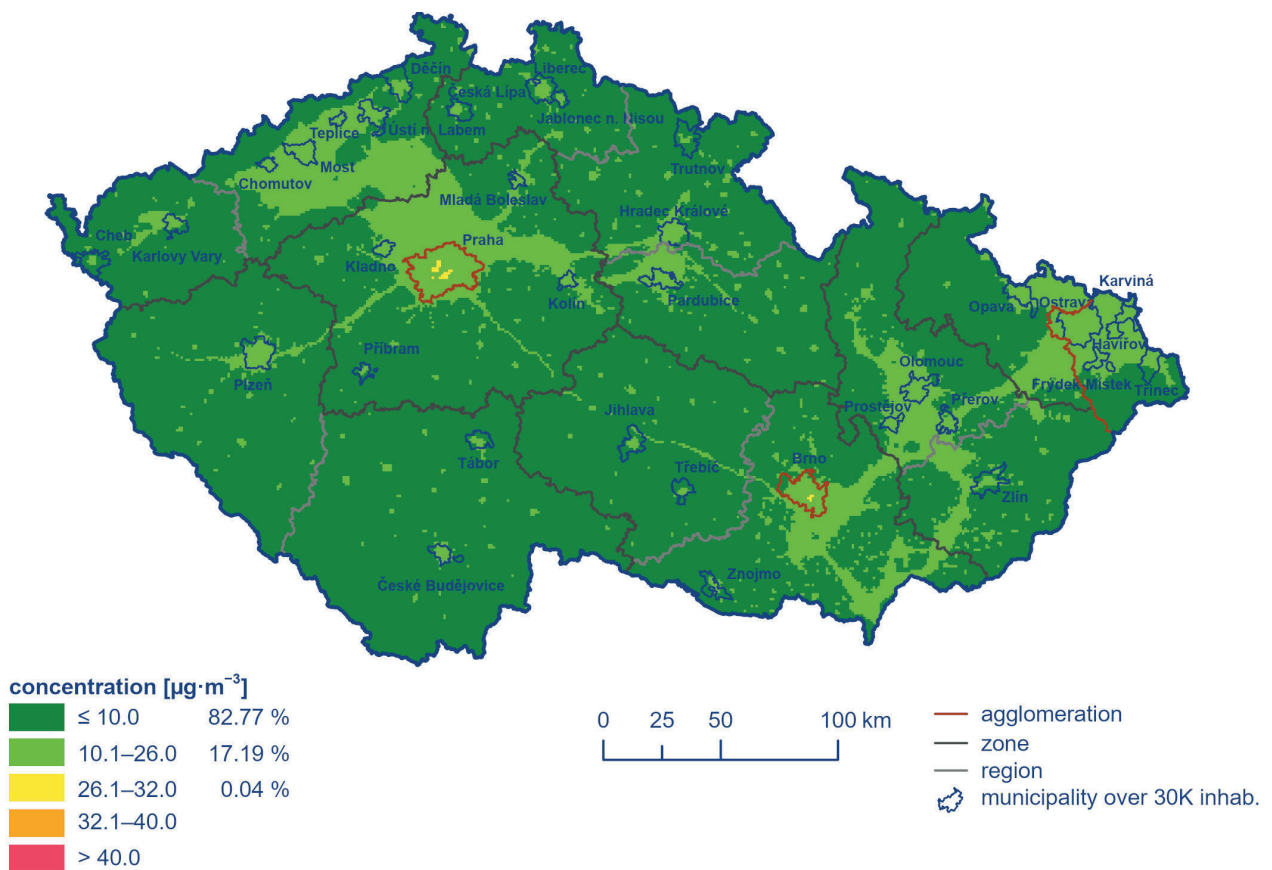 Děčín
Liberec
Česká Lípa
Jablonec n. Nisou
Teplice
Ústí n. Labem
Most
Trutnov
Chomutov
Mladá Boleslav
Hradec Králové
Cheb
Karlovy Vary
Praha
Kladno
Kolín
Pardubice
Karviná
Opava
Ostrava
Havířov
Příbram
Olomouc
Plzeň
Frýdek Místek
Třinec
Prostějov
Přerov
Jihlava
Tábor
Třebíč
Brno
Zlín
České Budějovice
Znojmo
concentration [µg·m⁻³]
≤ 10.0 82.77 %
10.1–26.0 17.19 %
26.1–32.0 0.04 %
32.1–40.0
> 40.0
0 25 50 100 km
agglomeration
zone
region
municipality over 30K inhab.